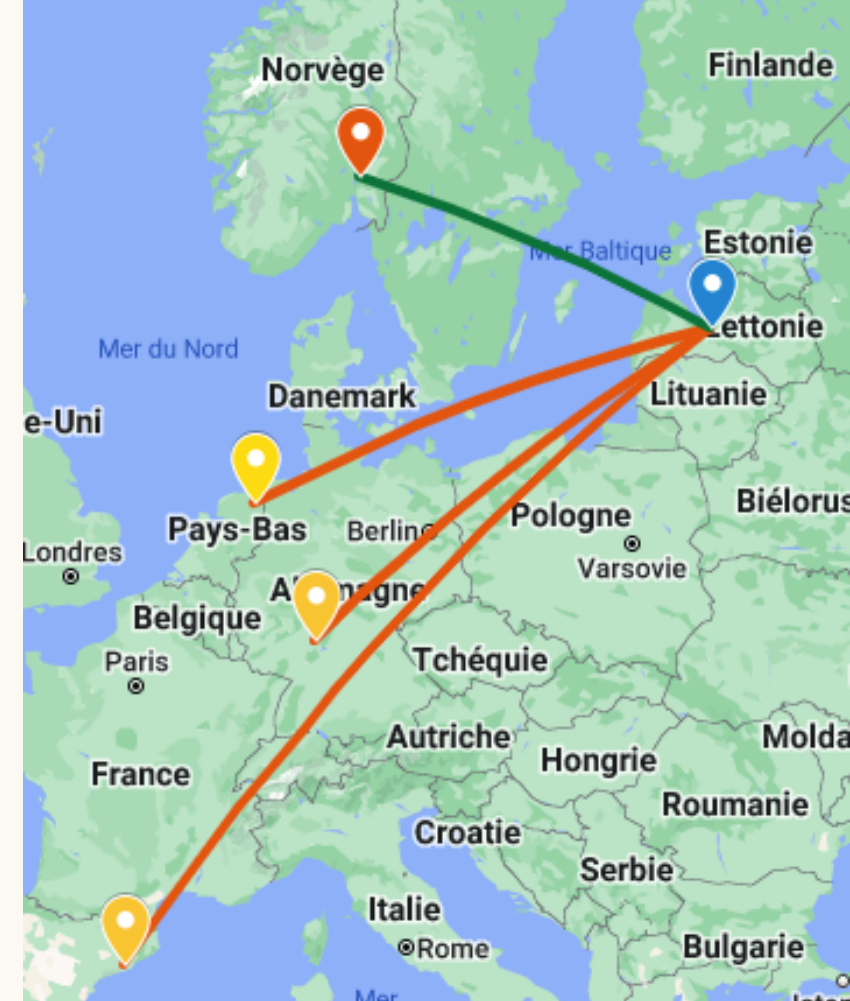 Norvège
Finlande
Estonie
Mer Baltique
Lettonie
Mer du Nord
Danemark
Lituanie
e-Uni
Pologne
Biélorus
Pays-Bas
Berlin
Londres
Varsovie
Allemagne
Belgique
Paris
Tchéquie
Autriche
Molda
Hongrie
France
Roumanie
Croatie
Serbie
Italie
Rome
Bulgarie
Mer